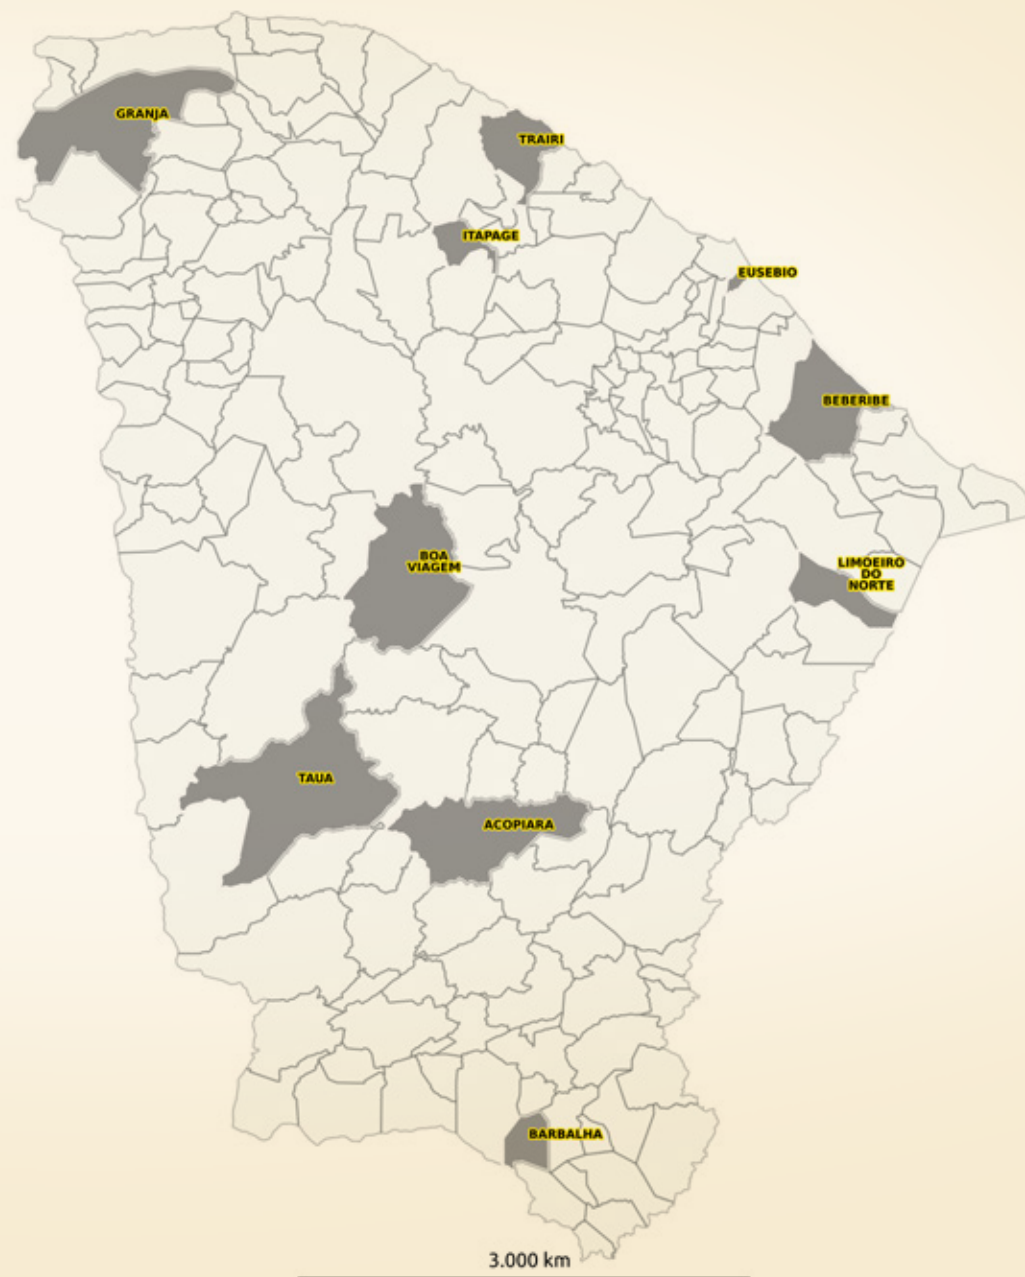 GRANJA
TRAIRI
ITAPAGE
EUSEBIO
BEBERIBE
BOA
VIAGEM
LIMOEIRO
DO
NORTE
TAUA
ACOPIARA
BARBALHA
3.000 km